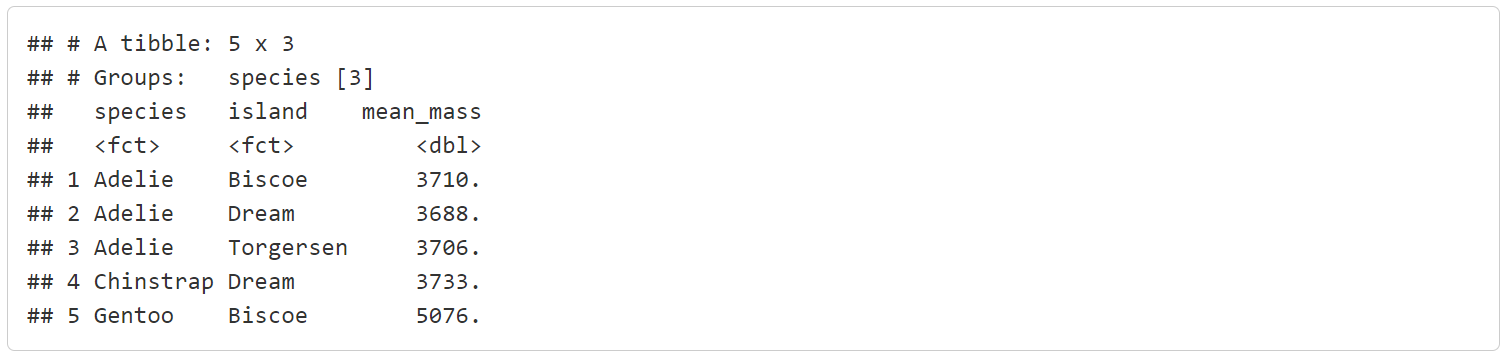 ## # A tibble: 5 x 3
## # Groups:   species [3]
##   species   island    mean_mass
##   <fct>     <fct>         <dbl>
## 1 Adelie    Biscoe        3710.
## 2 Adelie    Dream         3688.
## 3 Adelie    Torgersen     3706.
## 4 Chinstrap Dream         3733.
## 5 Gentoo    Biscoe        5076.